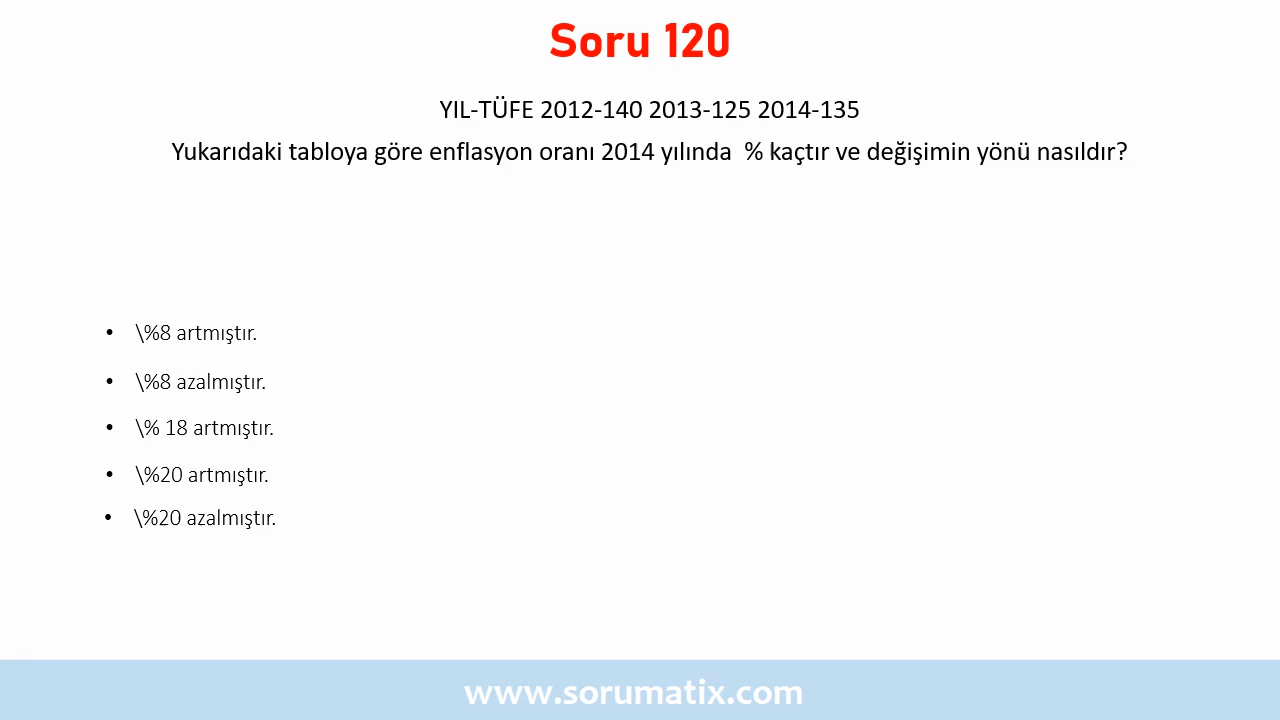 Soru 120
YIL-TÜFE 2012-140 2013-125 2014-135
Yukarıdaki tabloya göre enflasyon oranı 2014 yılında  % kaçtır ve değişimin yönü nasıldır?
• \%8 artmıştır.
• \%8 azalmıştır.
• \% 18 artmıştır.
• \%20 artmıştır.
• \%20 azalmıştır.
www.sorumatix.com